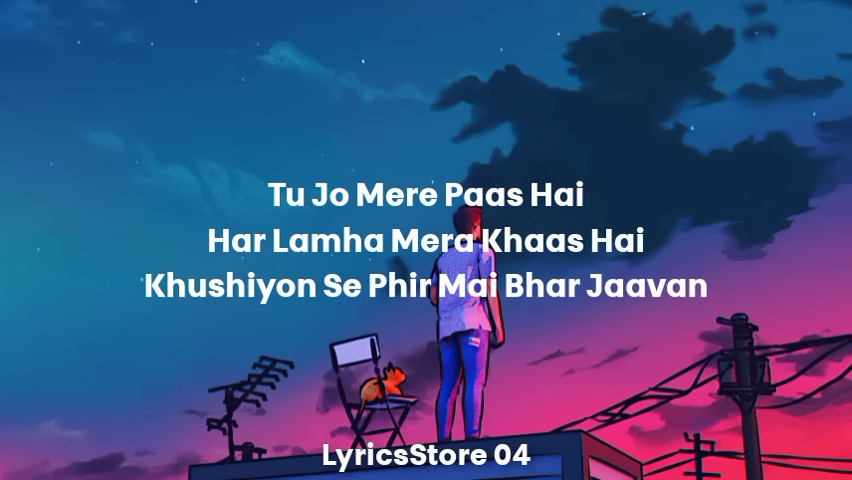 Tu Jo Mere Paas Hai
Har Lamha Mera Khaas Hai
Khushiyon Se Phir Mai Bhar Jaavan
LyricsStore 04